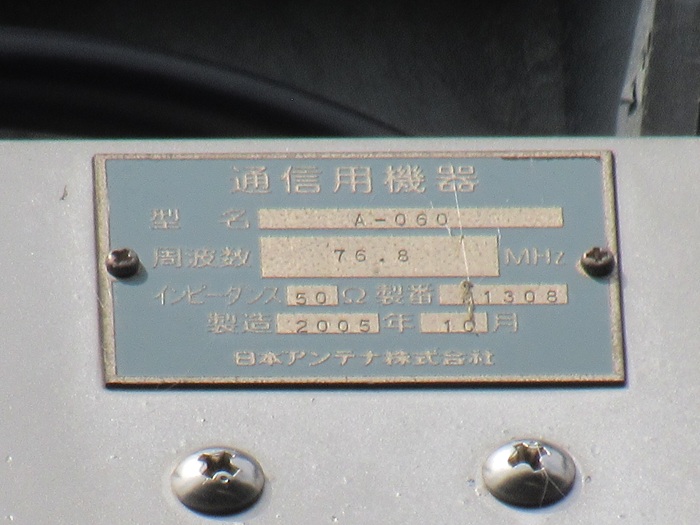 通信用機器
型名 A-060
周波数 76.8 MHz
インピーダンス 50 Ω 製番 1308
製造 2005 年 10 月
日本アンテナ株式会社